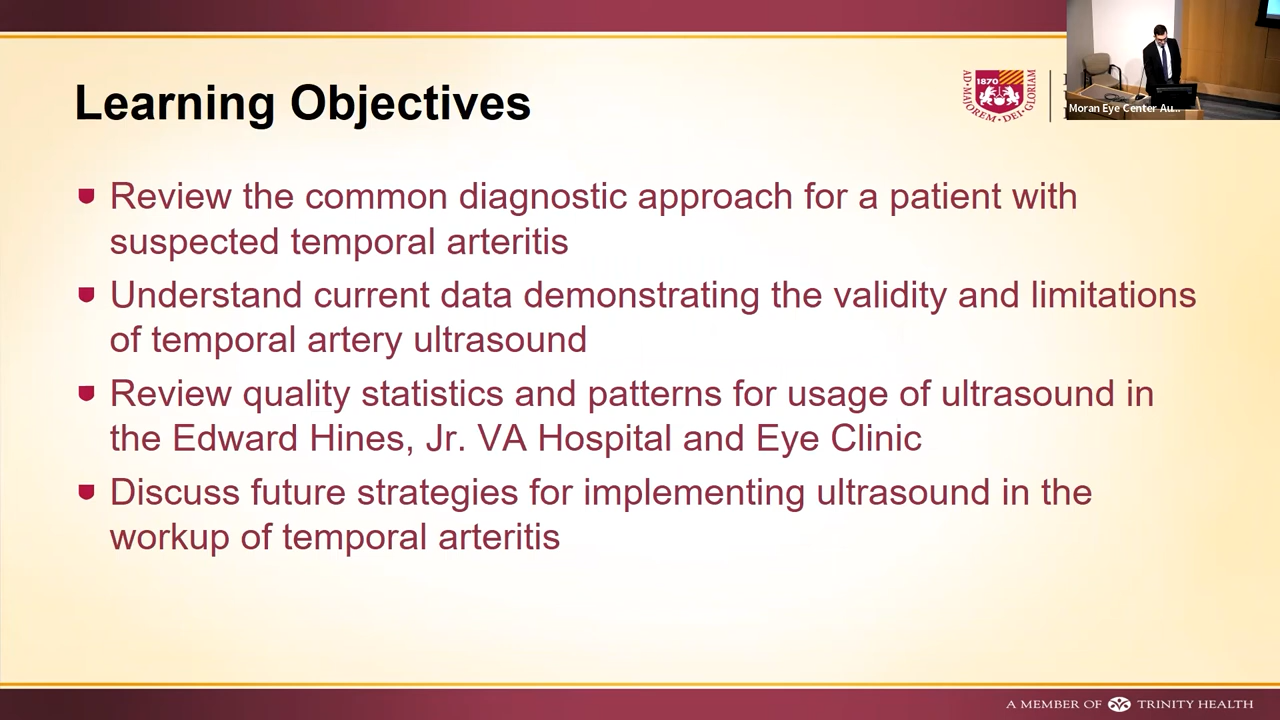 Learning Objectives
1870
AD•MAJOREM•DEI•GLORIAM
Moran Eye Center Au...
Review the common diagnostic approach for a patient with
suspected temporal arteritis
Understand current data demonstrating the validity and limitations
of temporal artery ultrasound
Review quality statistics and patterns for usage of ultrasound in
the Edward Hines, Jr. VA Hospital and Eye Clinic
Discuss future strategies for implementing ultrasound in the
workup of temporal arteritis
A MEMBER OF TRINITY HEALTH